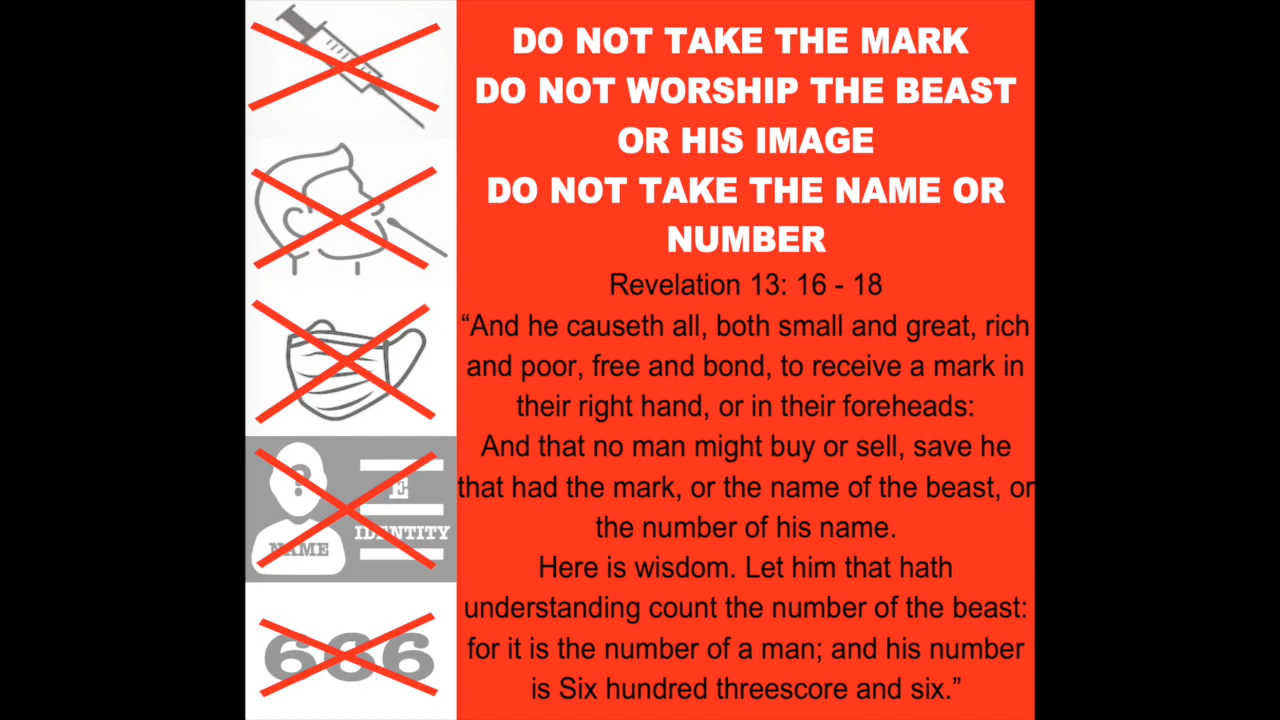 DO NOT TAKE THE MARK
DO NOT WORSHIP THE BEAST
OR HIS IMAGE
DO NOT TAKE THE NAME OR
NUMBER
Revelation 13: 16 - 18
“And he causeth all, both small and great, rich
and poor, free and bond, to receive a mark in
their right hand, or in their foreheads:
And that no man might buy or sell, save he
that had the mark, or the name of the beast, or
the number of his name.
Here is wisdom. Let him that hath
understanding count the number of the beast:
for it is the number of a man; and his number
is Six hundred threescore and six.”
?
E
IDENTITY
NAME
666